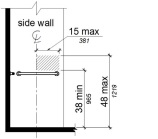 side wall
15 max
381
℄
38 min
965
48 max
1219